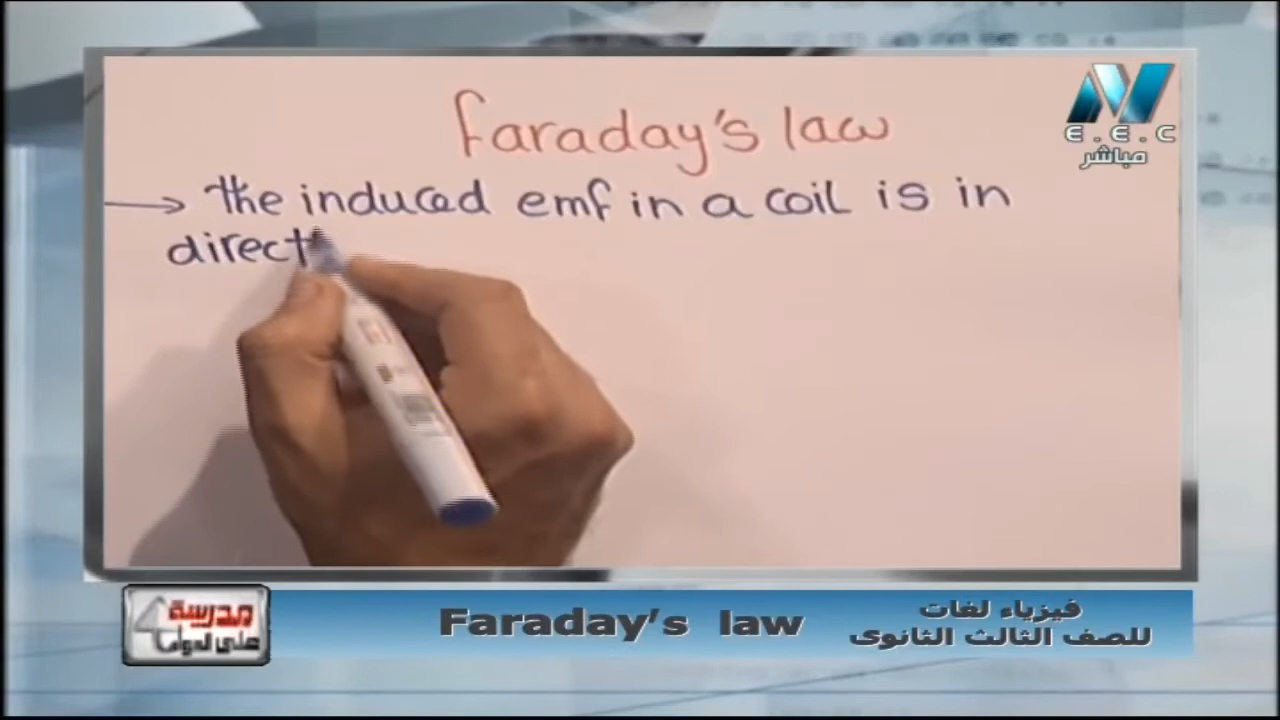 Faraday's law
E.E.C
مباشر
→ the induced emf in a coil is in
direct
Faraday's law
فيزياء لغات
للصف الثالث الثانوى
مدرسة
على الهواء